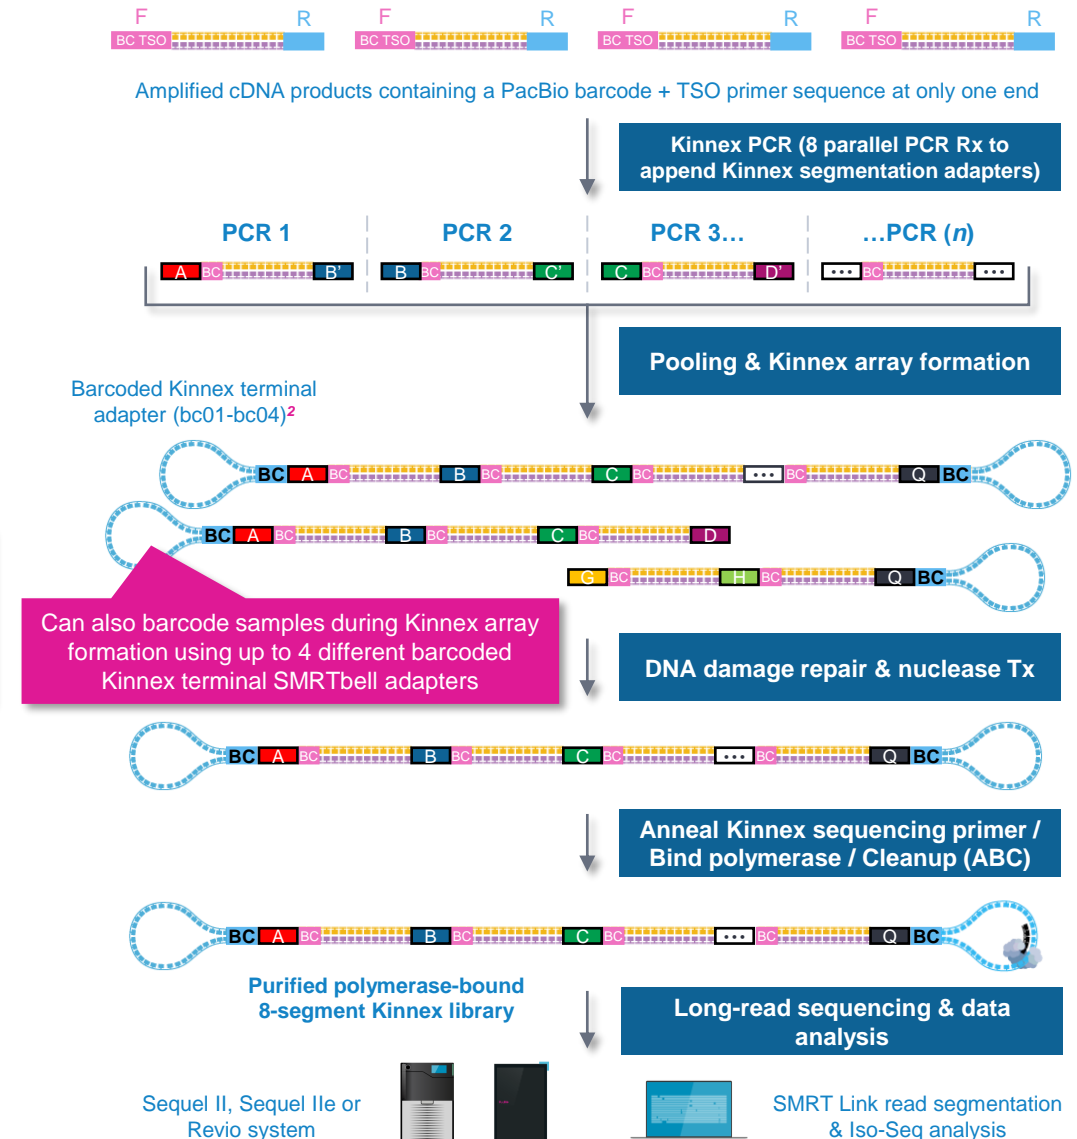 F R F R F R F R
BC TSO BC TSO BC TSO BC TSO
Amplified cDNA products containing a PacBio barcode + TSO primer sequence at only one end
Kinnex PCR (8 parallel PCR Rx to
append Kinnex segmentation adapters)
PCR 1 PCR 2 PCR 3... ...PCR (n)
A BC B' B BC C' C BC D' ... BC ...
Pooling & Kinnex array formation
Barcoded Kinnex terminal
adapter (bc01-bc04)2
BC A BC B BC C BC ... BC Q BC
BC A BC B BC C BC D
G BC H BC Q BC
Can also barcode samples during Kinnex array
formation using up to 4 different barcoded
Kinnex terminal SMRTbell adapters
DNA damage repair & nuclease Tx
BC A BC B BC C BC ... BC Q BC
Anneal Kinnex sequencing primer /
Bind polymerase / Cleanup (ABC)
BC A BC B BC C BC ... BC Q BC
Purified polymerase-bound
8-segment Kinnex library
Long-read sequencing & data
analysis
Sequel II, Sequel IIe or
Revio system
SMRT Link read segmentation
& Iso-Seq analysis